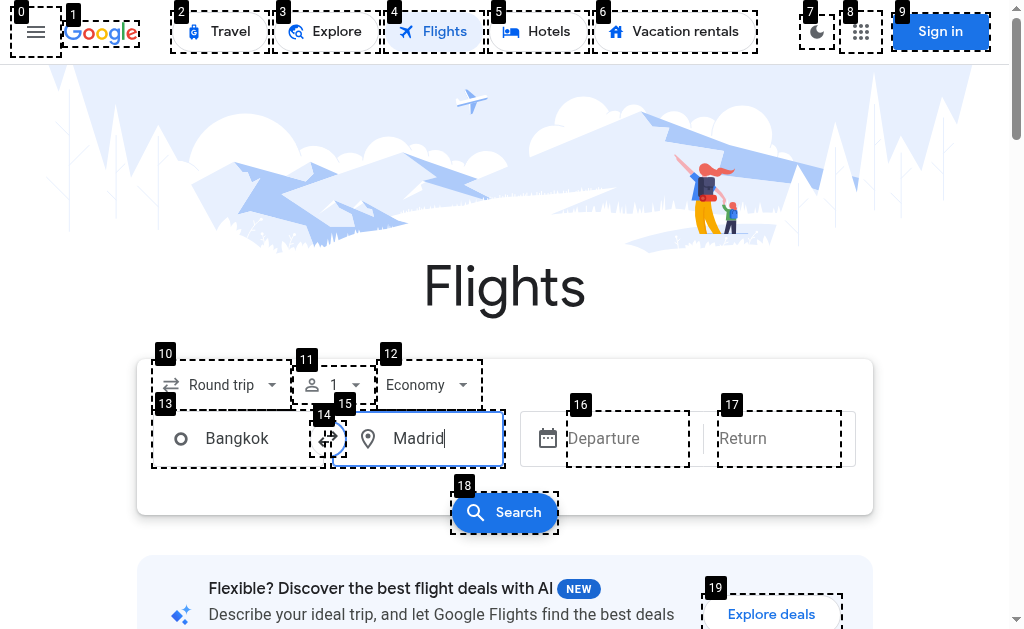 0
1
2
3
4
5
6
7
8
9
Google
Travel
Explore
Flights
Hotels
Vacation rentals
Sign in
Flights
10
11
12
Round trip
1
Economy
13
14
15
16
17
Bangkok
Madrid
Departure
Return
18
Search
Flexible? Discover the best flight deals with AI NEW
19
Describe your ideal trip, and let Google Flights find the best deals
Explore deals